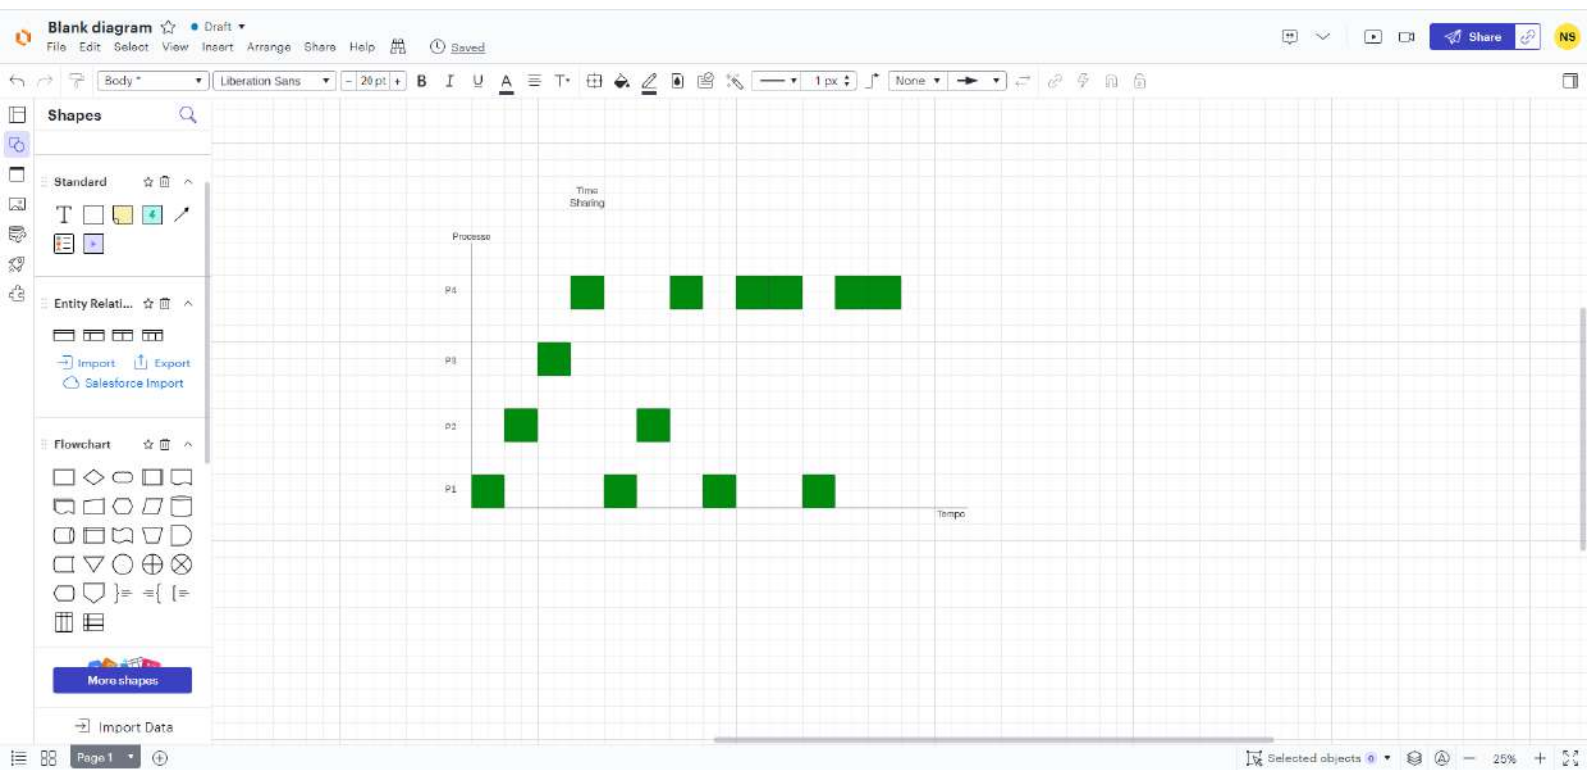 Blank diagram Draft
File Edit Select View Insert Arrange Share Help Saved
Share NS
Body Liberation Sans - 20 pt + B I U A T 1 px None
Shapes
Standard
T
Entity Relati...
Import Export
Salesforce Import
Flowchart
More shapes
Import Data
Time
Sharing
Processo
P4
P3
P2
P1
Tempo
Page 1
Selected objects 0 25%